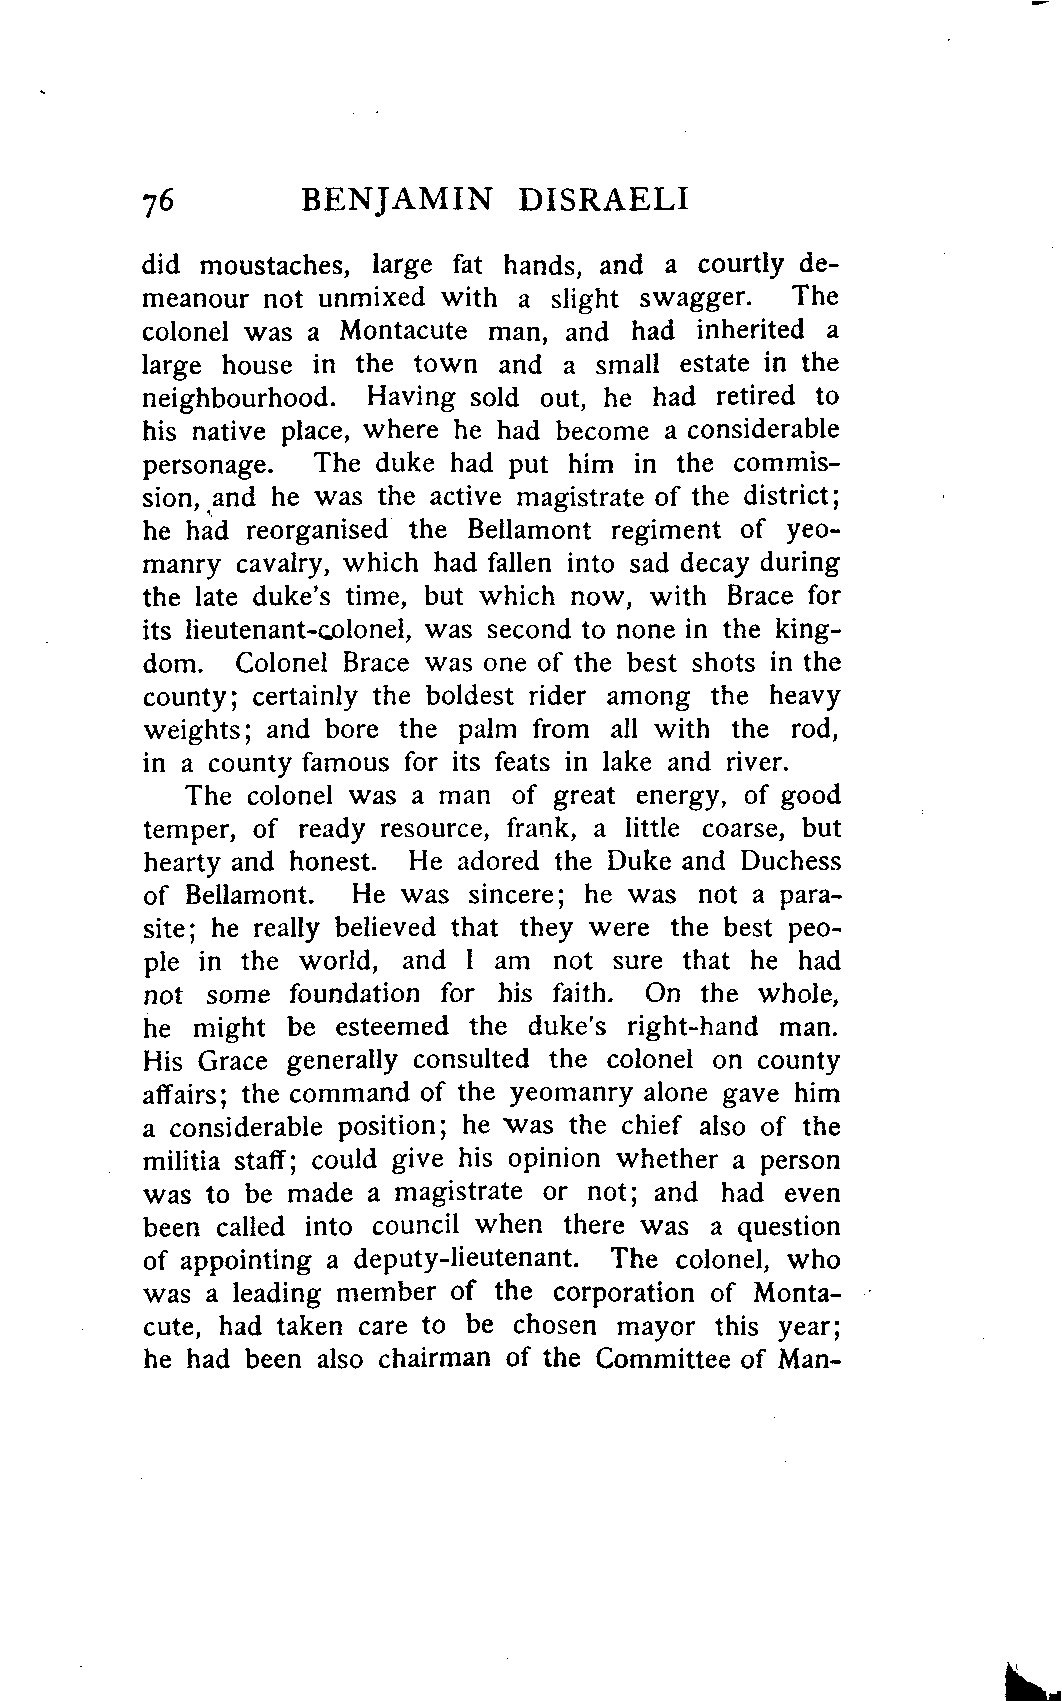 76 BENJAMIN DISRAELI
did moustaches, large fat hands, and a courtly de-
meanour not unmixed with a slight swagger. The
colonel was a Montacute man, and had inherited a
large house in the town and a small estate in the
neighbourhood. Having sold out, he had retired to
his native place, where he had become a considerable
personage. The duke had put him in the commis-
sion, and he was the active magistrate of the district;
he had reorganised the Bellamont regiment of yeo-
manry cavalry, which had fallen into sad decay during
the late duke's time, but which now, with Brace for
its lieutenant-colonel, was second to none in the king-
dom. Colonel Brace was one of the best shots in the
county; certainly the boldest rider among the heavy
weights; and bore the palm from all with the rod,
in a county famous for its feats in lake and river.
The colonel was a man of great energy, of good
temper, of ready resource, frank, a little coarse, but
hearty and honest. He adored the Duke and Duchess
of Bellamont. He was sincere; he was not a para-
site; he really believed that they were the best peo-
ple in the world, and I am not sure that he had
not some foundation for his faith. On the whole,
he might be esteemed the duke's right-hand man.
His Grace generally consulted the colonel on county
affairs; the command of the yeomanry alone gave him
a considerable position; he was the chief also of the
militia staff; could give his opinion whether a person
was to be made a magistrate or not; and had even
been called into council when there was a question
of appointing a deputy-lieutenant. The colonel, who
was a leading member of the corporation of Monta-
cute, had taken care to be chosen mayor this year;
he had been also chairman of the Committee of Man-